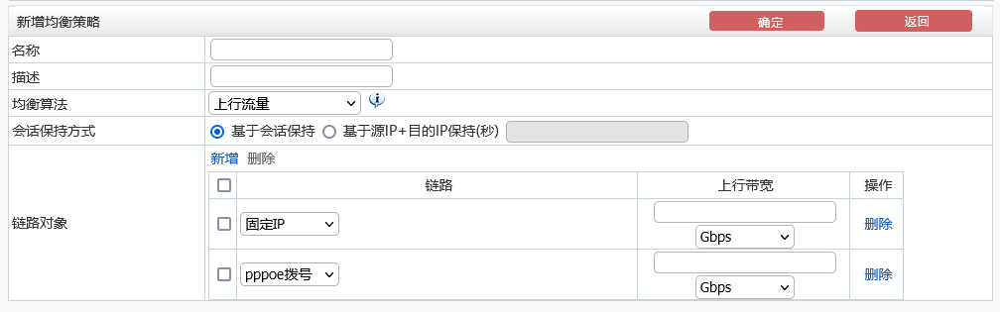 新增均衡策略 确定 返回
名称
描述
均衡算法 上行流量
会话保持方式 基于会话保持 基于源IP+目的IP保持(秒)
新增 删除
链路 上行带宽 操作
链路对象
固定IP Gbps 删除
pppoe拨号 Gbps 删除